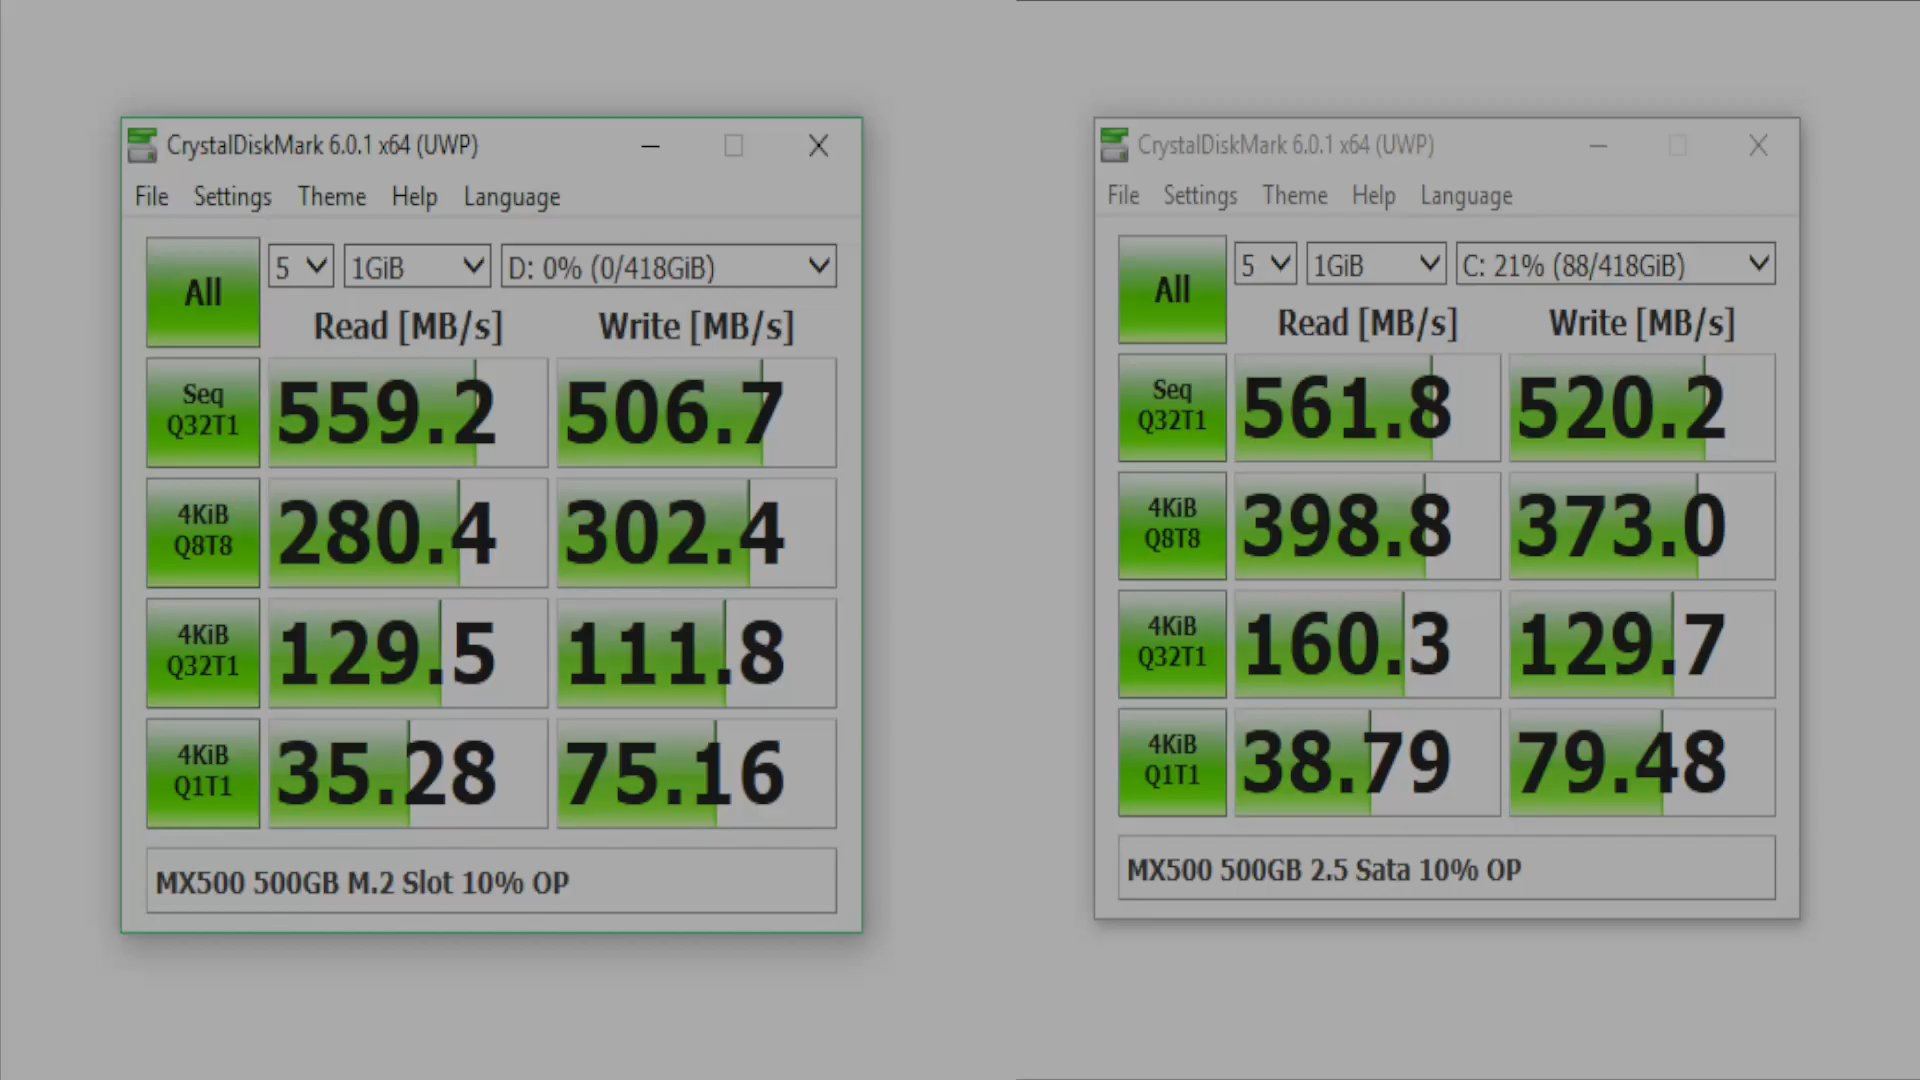 CrystalDiskMark 6.0.1 x64 (UWP)
File Settings Theme Help Language
All 5 1GiB D: 0% (0/418GiB)
Read [MB/s] Write [MB/s]
Seq Q32T1 559.2 506.7
4KiB Q8T8 280.4 302.4
4KiB Q32T1 129.5 111.8
4KiB Q1T1 35.28 75.16
MX500 500GB M.2 Slot 10% OP
CrystalDiskMark 6.0.1 x64 (UWP)
File Settings Theme Help Language
All 5 1GiB C: 21% (88/418GiB)
Read [MB/s] Write [MB/s]
Seq Q32T1 561.8 520.2
4KiB Q8T8 398.8 373.0
4KiB Q32T1 160.3 129.7
4KiB Q1T1 38.79 79.48
MX500 500GB 2.5 Sata 10% OP